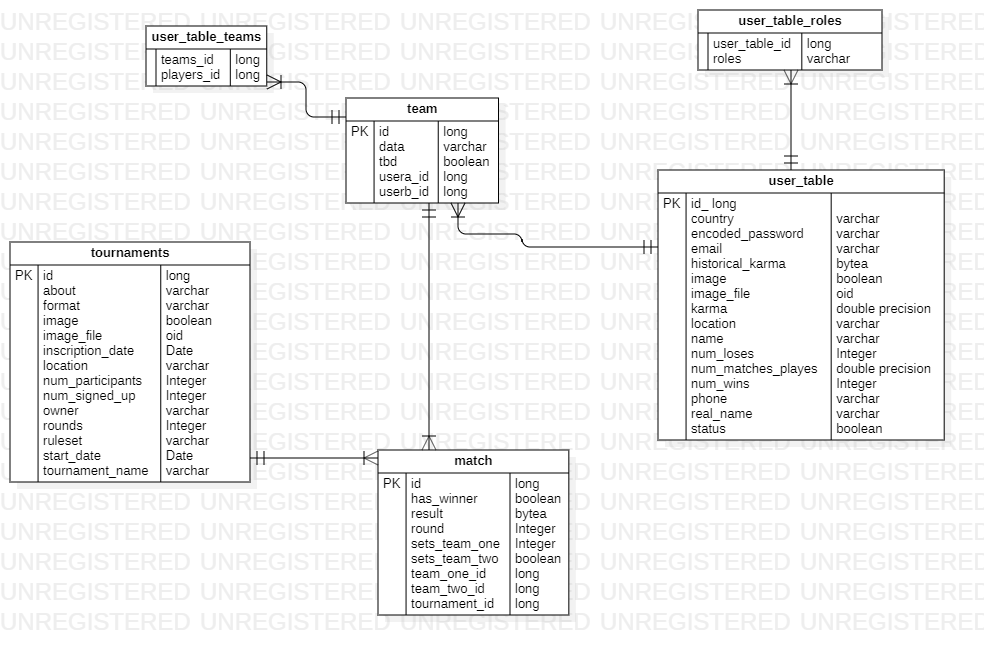 user_table_teams
teams_id long
players_id long
user_table_roles
user_table_id long
roles varchar
team
PK id long
data varchar
tbd boolean
usera_id long
userb_id long
user_table
PK id_ long
country varchar
encoded_password varchar
email varchar
historical_karma bytea
image boolean
image_file oid
karma double precision
location varchar
name varchar
num_loses Integer
num_matches_playes double precision
num_wins Integer
phone varchar
real_name varchar
status boolean
tournaments
PK id long
about varchar
format varchar
image boolean
image_file oid
inscription_date Date
location varchar
num_participants Integer
num_signed_up Integer
owner varchar
rounds Integer
ruleset varchar
start_date Date
tournament_name varchar
match
PK id long
has_winner boolean
result bytea
round Integer
sets_team_one Integer
sets_team_two boolean
team_one_id long
team_two_id long
tournament_id long
UNREGISTERED